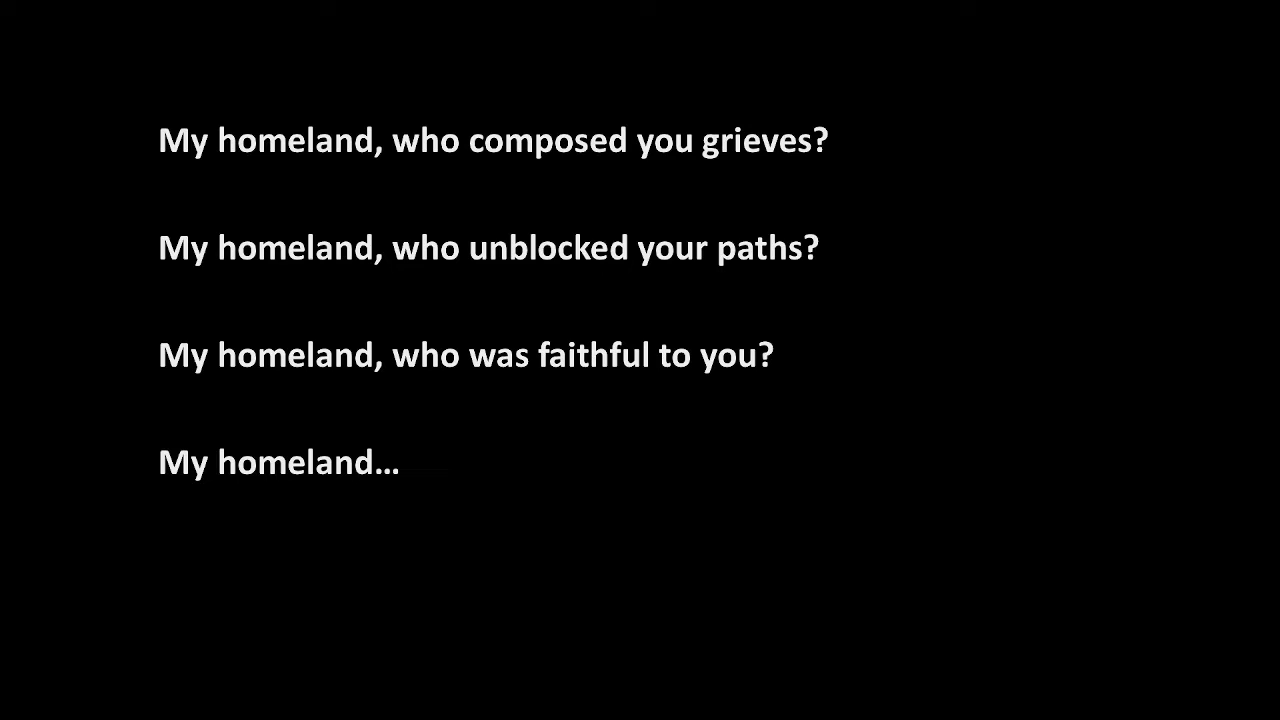 My homeland, who composed you grieves?
My homeland, who unblocked your paths?
My homeland, who was faithful to you?
My homeland...